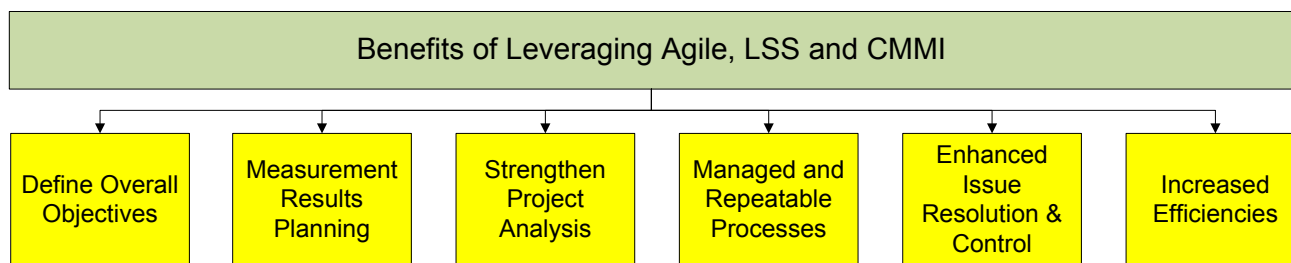 Benefits of Leveraging Agile, LSS and CMMI
Define Overall
Objectives
Measurement
Results
Planning
Strengthen
Project
Analysis
Managed and
Repeatable
Processes
Enhanced
Issue
Resolution &
Control
Increased
Efficiencies